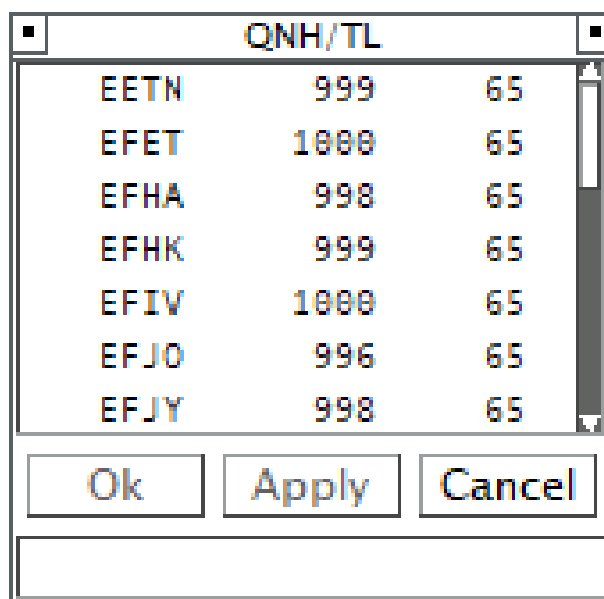 QNH/TL
EETN 999 65
EFET 1000 65
EFHA 998 65
EFHK 999 65
EFIV 1000 65
EFJO 996 65
EFJY 998 65
Ok Apply Cancel